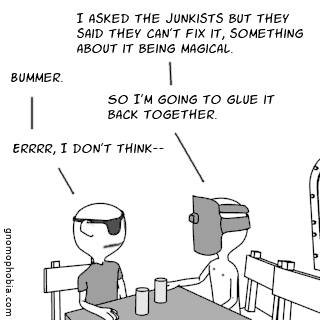 I ASKED THE JUNKISTS BUT THEY
SAID THEY CAN'T FIX IT, SOMETHING
ABOUT IT BEING MAGICAL.
BUMMER.
SO I'M GOING TO GLUE IT
BACK TOGETHER.
ERRRR, I DON'T THINK--
gnomophobia.com